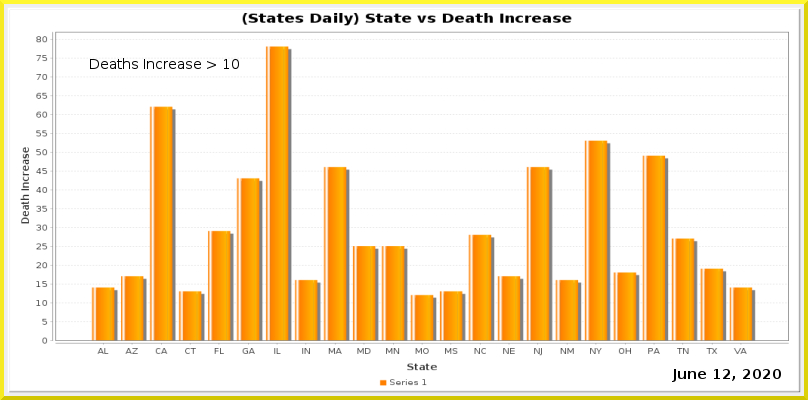 (States Daily) State vs Death Increase
Deaths Increase > 10
Death Increase
80
75
70
65
60
55
50
45
40
35
30
25
20
15
10
5
0
AL AZ CA CT FL GA IL IN MA MD MN MO MS NC NE NJ NM NY OH PA TN TX VA
State
Series 1
June 12, 2020